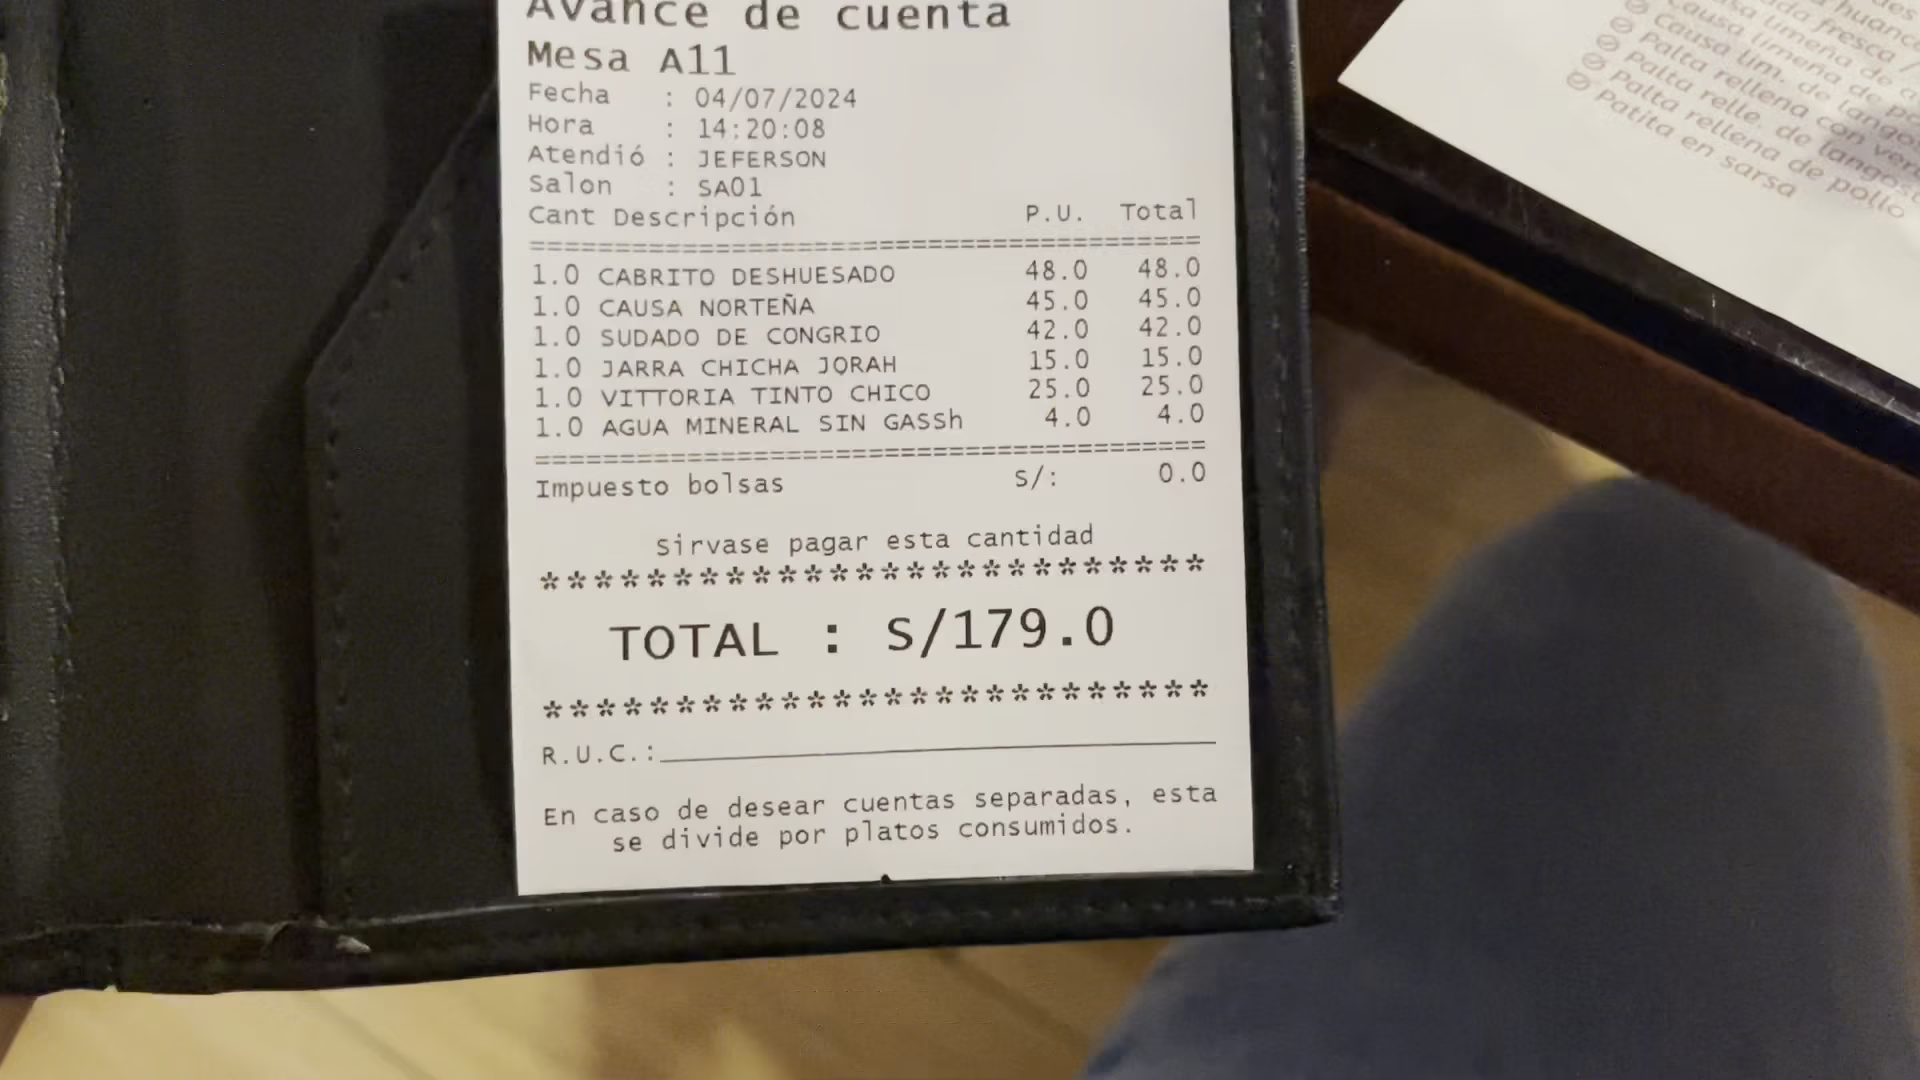 Avance de cuenta
Mesa A11
Fecha : 04/07/2024
Hora : 14:20:08
Atendió : JEFERSON
Salon : SA01
Cant Descripción P.U. Total
================================================
1.0 CABRITO DESHUESADO 48.0 48.0
1.0 CAUSA NORTEÑA 45.0 45.0
1.0 SUDADO DE CONGRIO 42.0 42.0
1.0 JARRA CHICHA JORAH 15.0 15.0
1.0 VITTORIA TINTO CHICO 25.0 25.0
1.0 AGUA MINERAL SIN GASSh 4.0 4.0
================================================
Impuesto bolsas S/: 0.0
Sirvase pagar esta cantidad
*************************
TOTAL : S/179.0
*************************
R.U.C.:
En caso de desear cuentas separadas, esta
se divide por platos consumidos.
fresca
limeña de
Causa limeña de
Causa lim. de
Palta rellena con
Palta relle. de
Palta rellena de pollo
Patita en sarsa